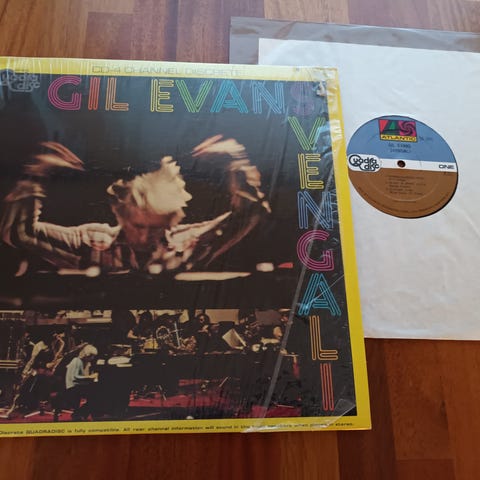 CD-4 CHANNEL DISCRETE
Quadradisc
GIL EVANS
SVENGALI
Discrete QUADRADISC is fully compatible. All rear channel information will sound in the front speakers when played in stereo.
ATLANTIC
GIL EVANS
SVENGALI
Quadradisc
ONE